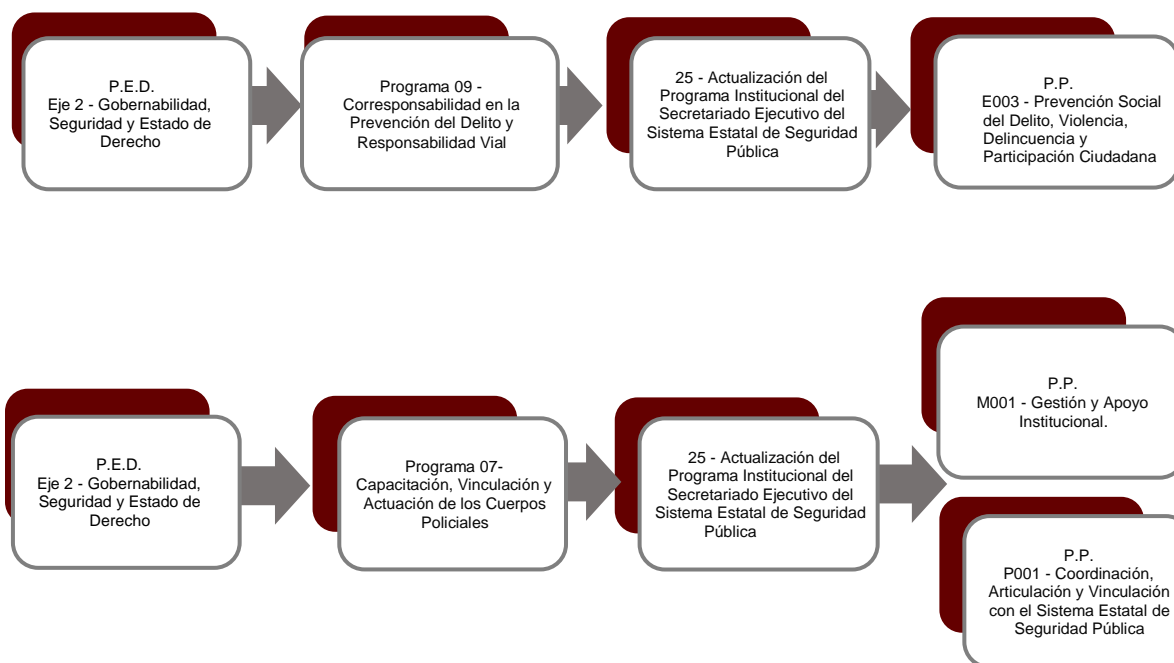 P.E.D.
Eje 2 - Gobernabilidad,
Seguridad y Estado de
Derecho
Programa 09 -
Corresponsabilidad en la
Prevención del Delito y
Responsabilidad Vial
25 - Actualización del
Programa Institucional del
Secretariado Ejecutivo del
Sistema Estatal de Seguridad
Pública
P.P.
E003 - Prevención Social
del Delito, Violencia,
Delincuencia y
Participación Ciudadana
P.E.D.
Eje 2 - Gobernabilidad,
Seguridad y Estado de
Derecho
Programa 07-
Capacitación, Vinculación y
Actuación de los Cuerpos
Policiales
25 - Actualización del
Programa Institucional del
Secretariado Ejecutivo del
Sistema Estatal de Seguridad
Pública
P.P.
M001 - Gestión y Apoyo
Institucional.
P.P.
P001 - Coordinación,
Articulación y Vinculación
con el Sistema Estatal de
Seguridad Pública